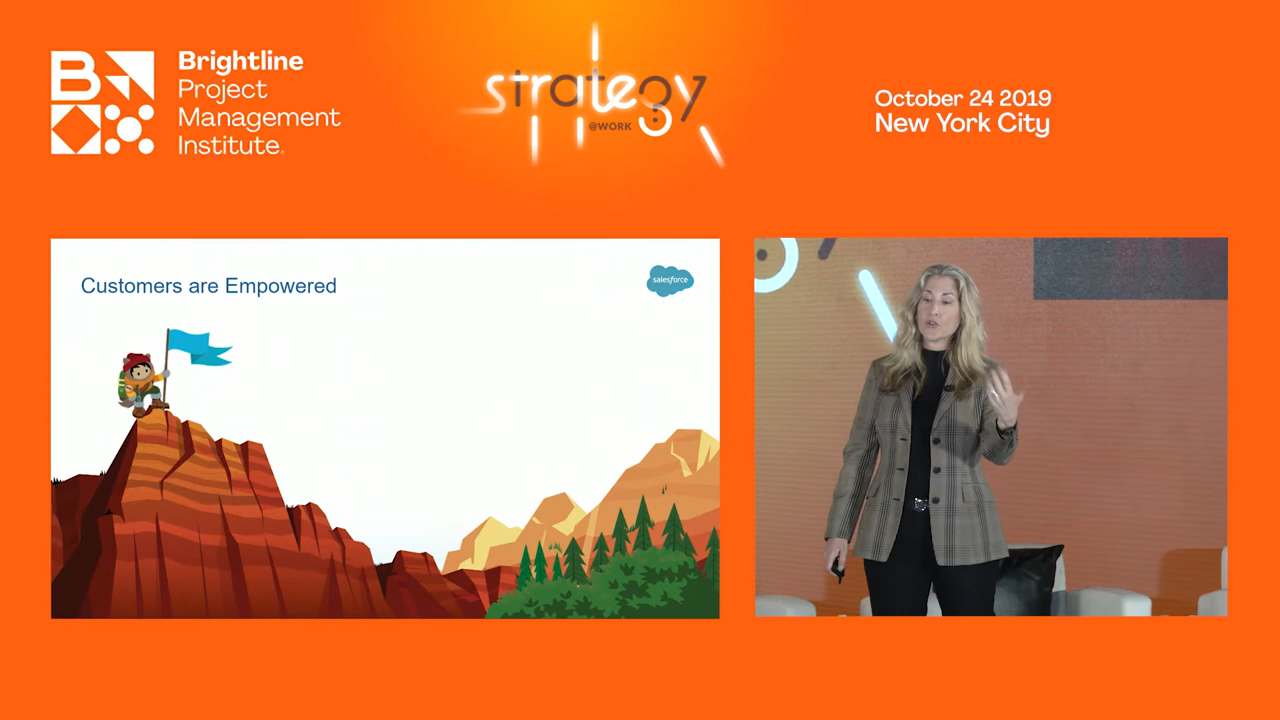 Brightline
Project
Management
Institute.
strategy
@WORK
October 24 2019
New York City
Customers are Empowered
salesforce